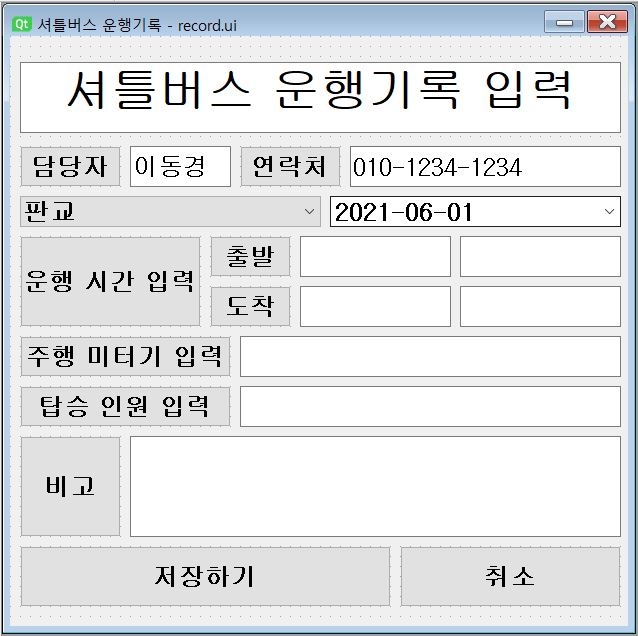 Qt 셔틀버스 운행기록 - record.ui
셔틀버스 운행기록 입력
담당자 이동경 연락처 010-1234-1234
판교 2021-06-01
운행 시간 입력
출발
도착
주행 미터기 입력
탑승 인원 입력
비고
저장하기 취소